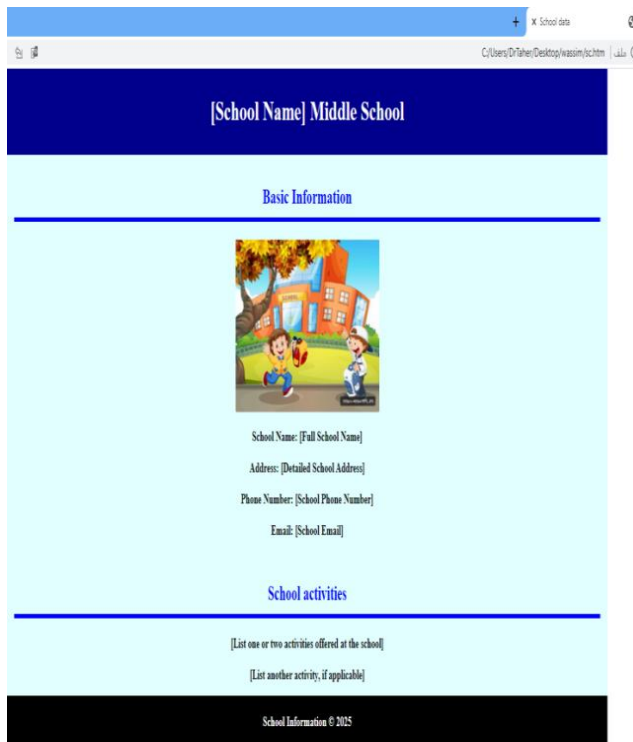 + × School data
C:/Users/DrTaher/Desktop/wassim/sc.htm | ملف
[School Name] Middle School
Basic Information
SCHOOL
School Name: [Full School Name]
Address: [Detailed School Address]
Phone Number: [School Phone Number]
Email: [School Email]
School activities
[List one or two activities offered at the school]
[List another activity, if applicable]
School Information © 2025